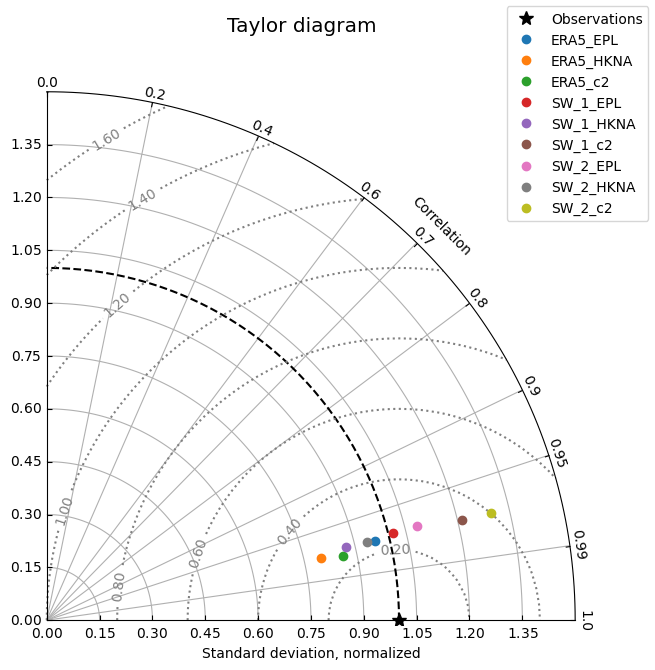 Taylor diagram
Observations
ERA5_EPL
ERA5_HKNA
ERA5_c2
SW_1_EPL
SW_1_HKNA
SW_1_c2
SW_2_EPL
SW_2_HKNA
SW_2_c2
0.0
0.2
0.4
0.6
0.7
0.8
0.9
0.95
0.99
1.0
Correlation
1.35
1.20
1.05
0.90
0.75
0.60
0.45
0.30
0.15
0.00
1.60
1.40
1.20
1.00
0.80
0.60
0.40
0.20
0.00 0.15 0.30 0.45 0.60 0.75 0.90 1.05 1.20 1.35
Standard deviation, normalized